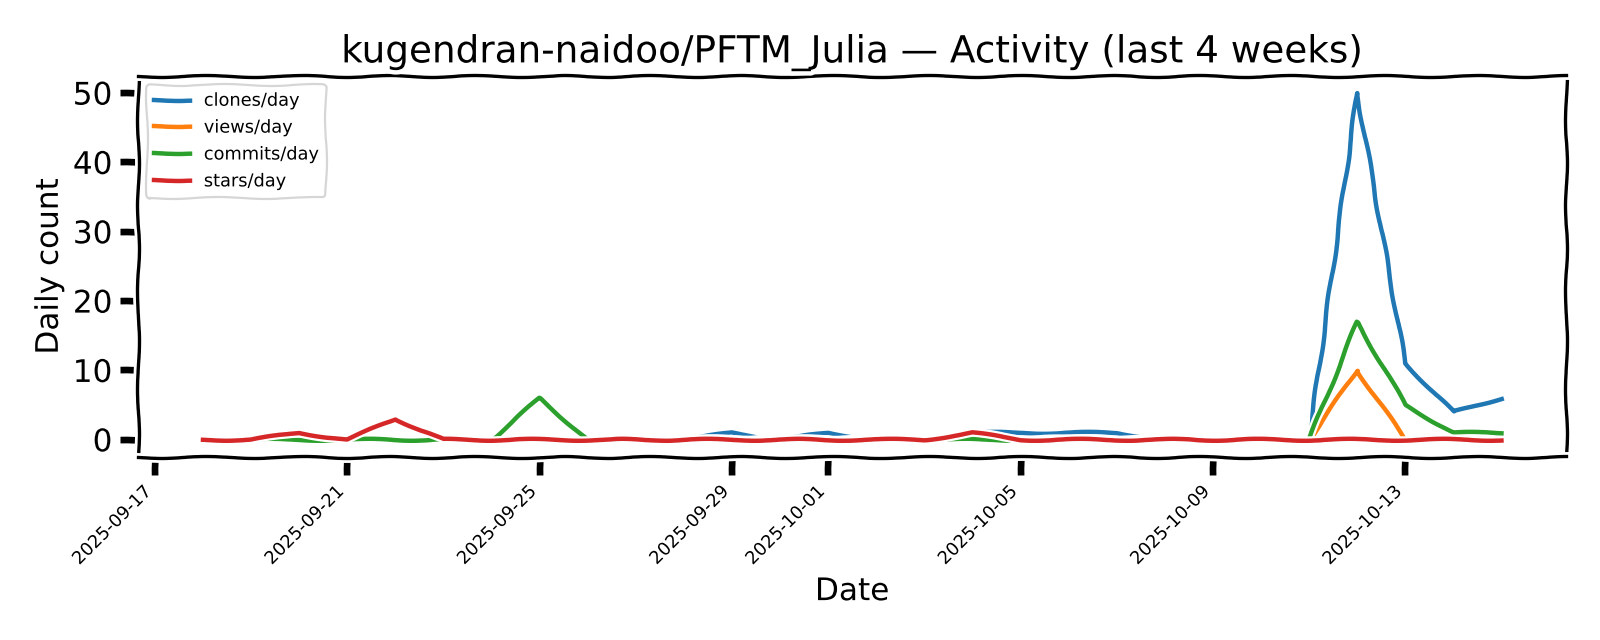 kugendran-naidoo/PFTM_Julia — Activity (last 4 weeks)
50
40
30
20
10
0
Daily count
clones/day
views/day
commits/day
stars/day
2025-09-17
2025-09-21
2025-09-25
2025-09-29
2025-10-01
2025-10-05
2025-10-09
2025-10-13
Date